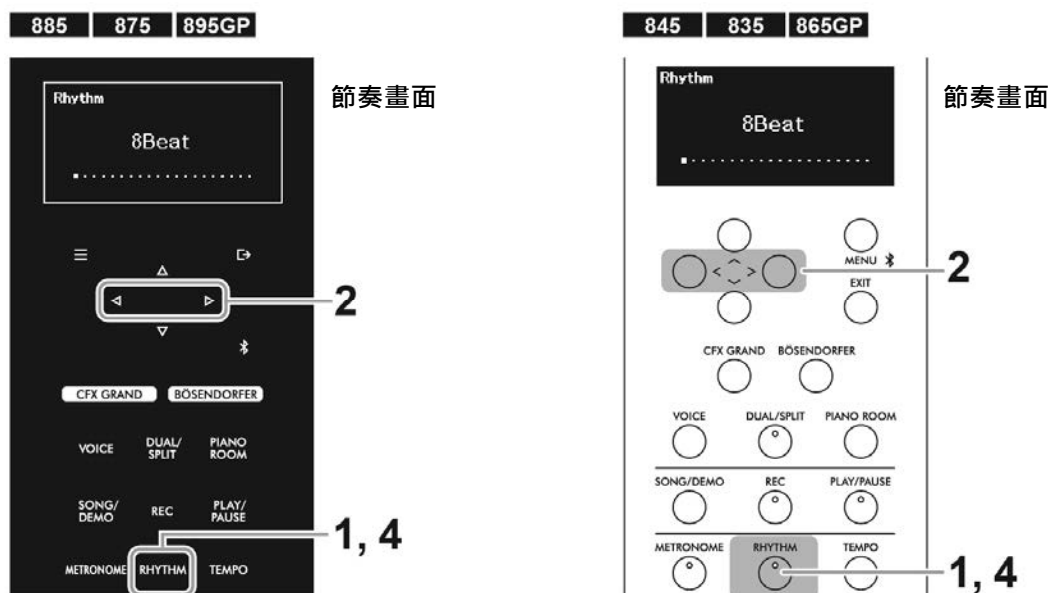 885 875 895GP
Rhythm
8Beat
節奏畫面
2
CFX GRAND BÖSENDORFER
VOICE DUAL/SPLIT PIANO ROOM
SONG/DEMO REC PLAY/PAUSE
METRONOME RHYTHM TEMPO
1, 4
845 835 865GP
Rhythm
8Beat
節奏畫面
MENU
EXIT
2
CFX GRAND BÖSENDORFER
VOICE DUAL/SPLIT PIANO ROOM
SONG/DEMO REC PLAY/PAUSE
METRONOME RHYTHM TEMPO
1, 4